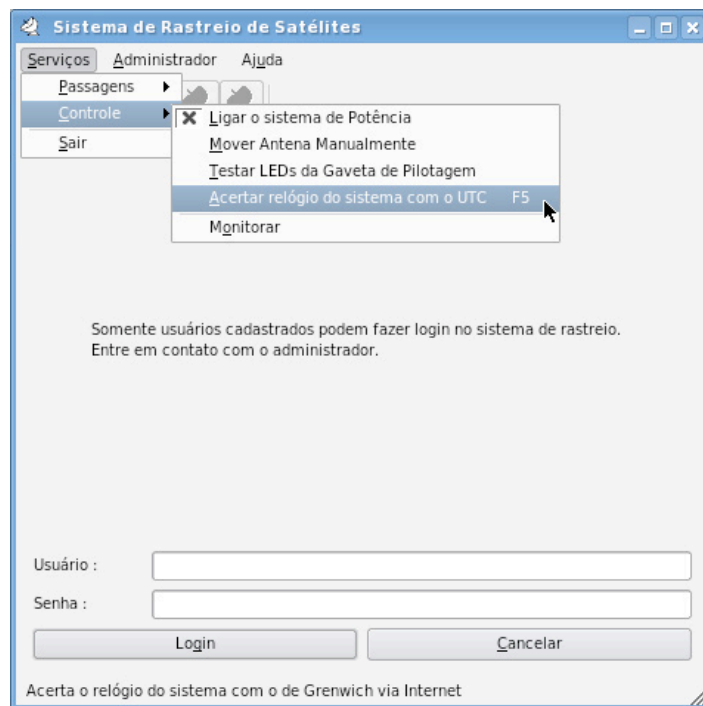 Sistema de Rastreio de Satélites
Serviços Administrador Ajuda
Passagens
Controle
Sair
Ligar o sistema de Potência
Mover Antena Manualmente
Testar LEDs da Gaveta de Pilotagem
Acertar relógio do sistema com o UTC F5
Monitorar
Somente usuários cadastrados podem fazer login no sistema de rastreio.
Entre em contato com o administrador.
Usuário :
Senha :
Login Cancelar
Acerta o relógio do sistema com o de Grenwich via Internet